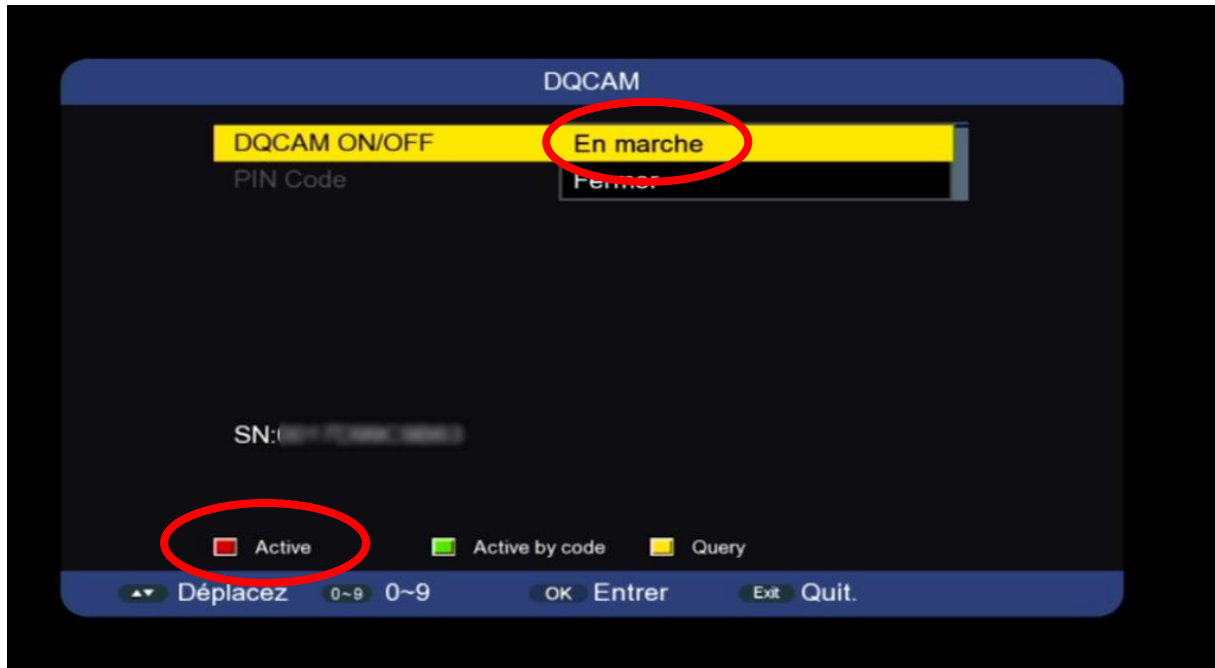 DQCAM
DQCAM ON/OFF En marche
PIN Code Fermer
SN:
Active Active by code Query
Déplacez 0~9 0~9 OK Entrer Exit Quit.